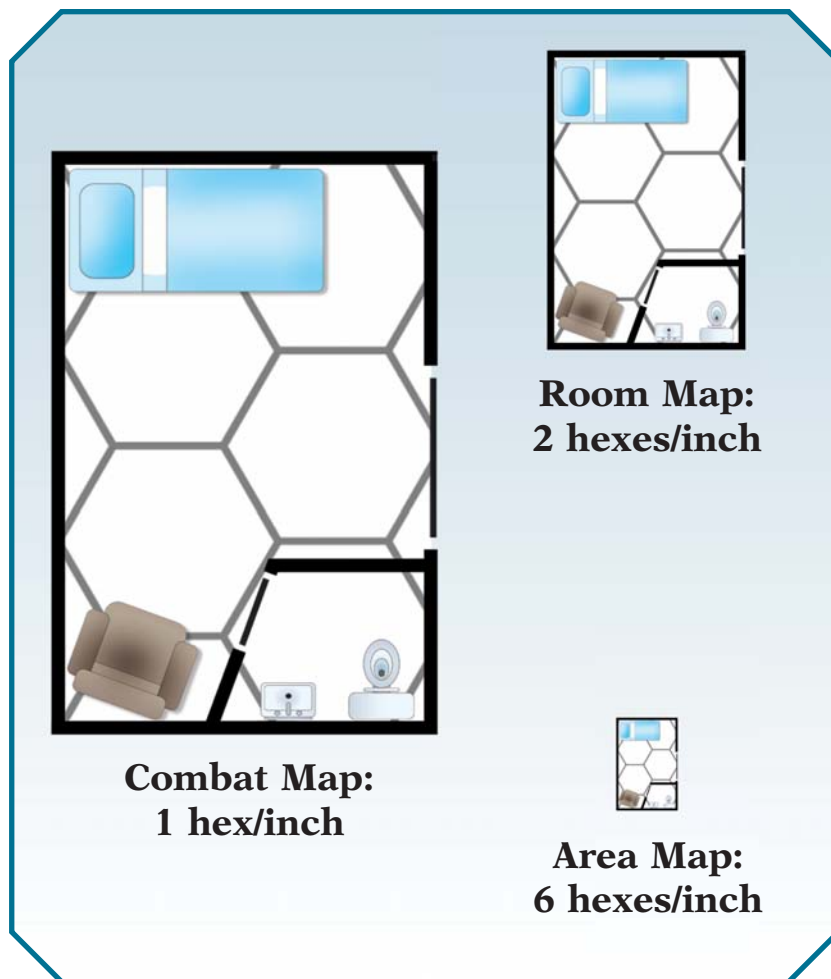 Room Map:
2 hexes/inch
Combat Map:
1 hex/inch
Area Map:
6 hexes/inch